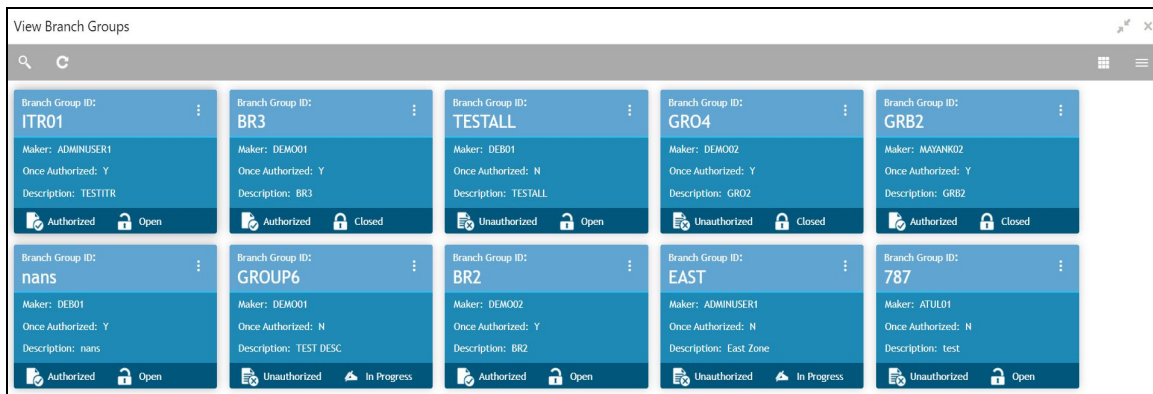 View Branch Groups
Branch Group ID: Branch Group ID: Branch Group ID: Branch Group ID: Branch Group ID:
ITR01 BR3 TESTALL GRO4 GRB2
Maker: ADMINUSER1 Maker: DEMO01 Maker: DEB01 Maker: DEMO02 Maker: MAYANK02
Once Authorized: Y Once Authorized: Y Once Authorized: N Once Authorized: Y Once Authorized: Y
Description: TESTITR Description: BR3 Description: TESTALL Description: GRO2 Description: GRB2
Authorized Open Authorized Closed Unauthorized Open Unauthorized Closed Authorized Closed
Branch Group ID: Branch Group ID: Branch Group ID: Branch Group ID: Branch Group ID:
nans GROUP6 BR2 EAST 787
Maker: DEB01 Maker: DEMO01 Maker: DEMO02 Maker: ADMINUSER1 Maker: ATUL01
Once Authorized: Y Once Authorized: N Once Authorized: Y Once Authorized: N Once Authorized: N
Description: nans Description: TEST DESC Description: BR2 Description: East Zone Description: test
Authorized Open Unauthorized In Progress Authorized Open Unauthorized In Progress Unauthorized Open